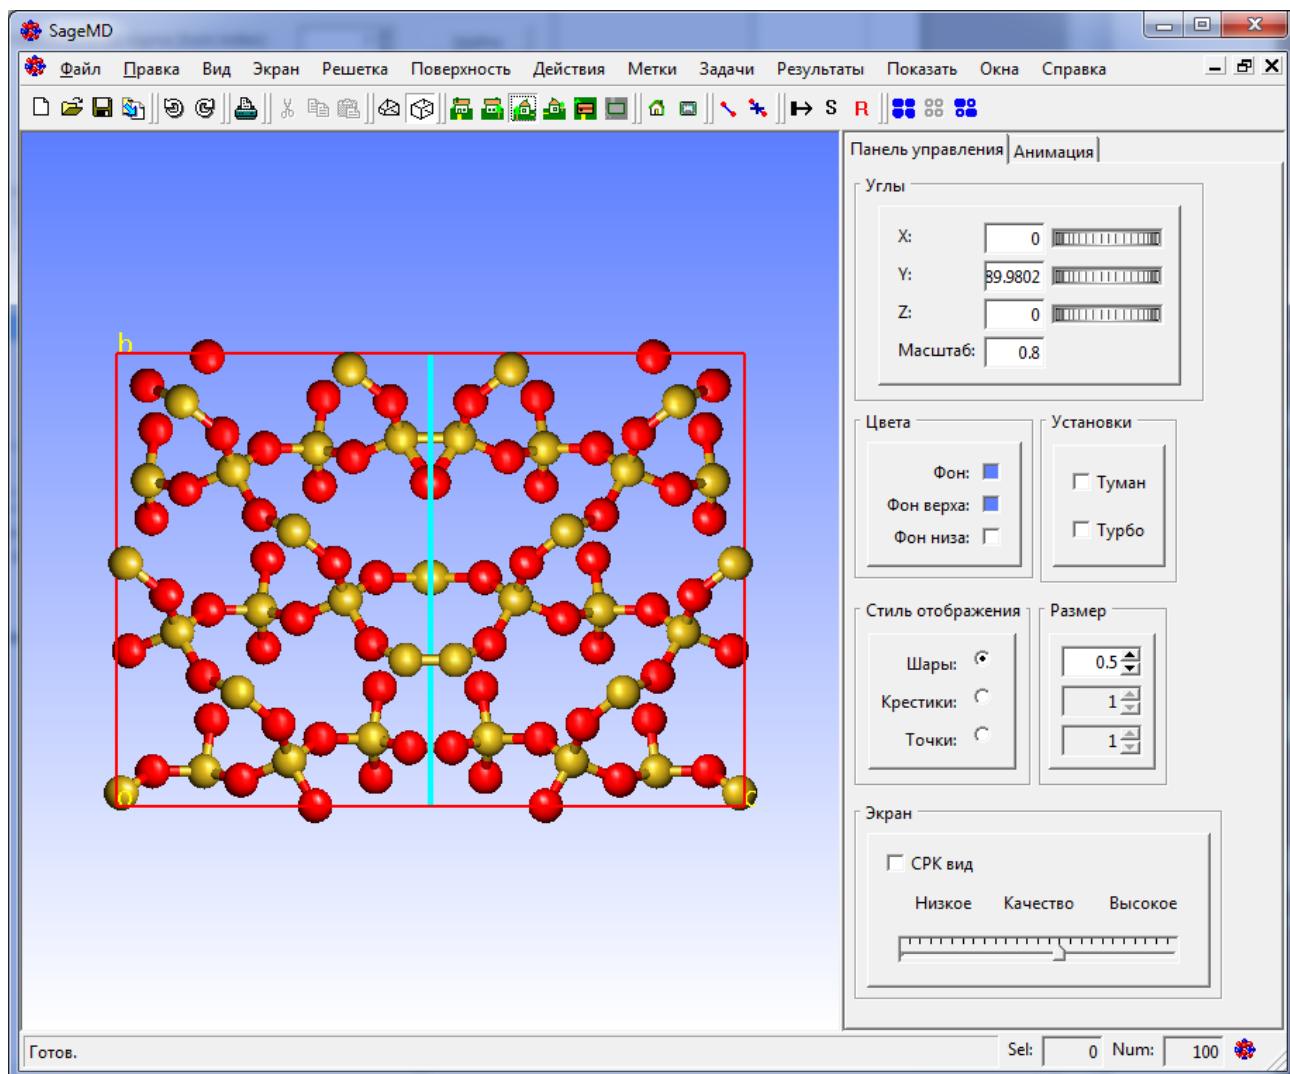 SageMD
Файл Правка Вид Экран Решетка Поверхность Действия Метки Задачи Результаты Показать Окна Справка
S R
Панель управления Анимация
Углы
X: 0
Y: 89.9802
Z: 0
Масштаб: 0.8
b
o c
Цвета
Фон:
Фон верха:
Фон низа:
Установки
Туман
Турбо
Стиль отображения
Шары:
Крестики:
Точки:
Размер
0.5
1
1
Экран
СРК вид
Низкое Качество Высокое
Готов.
Sel: 0 Num: 100